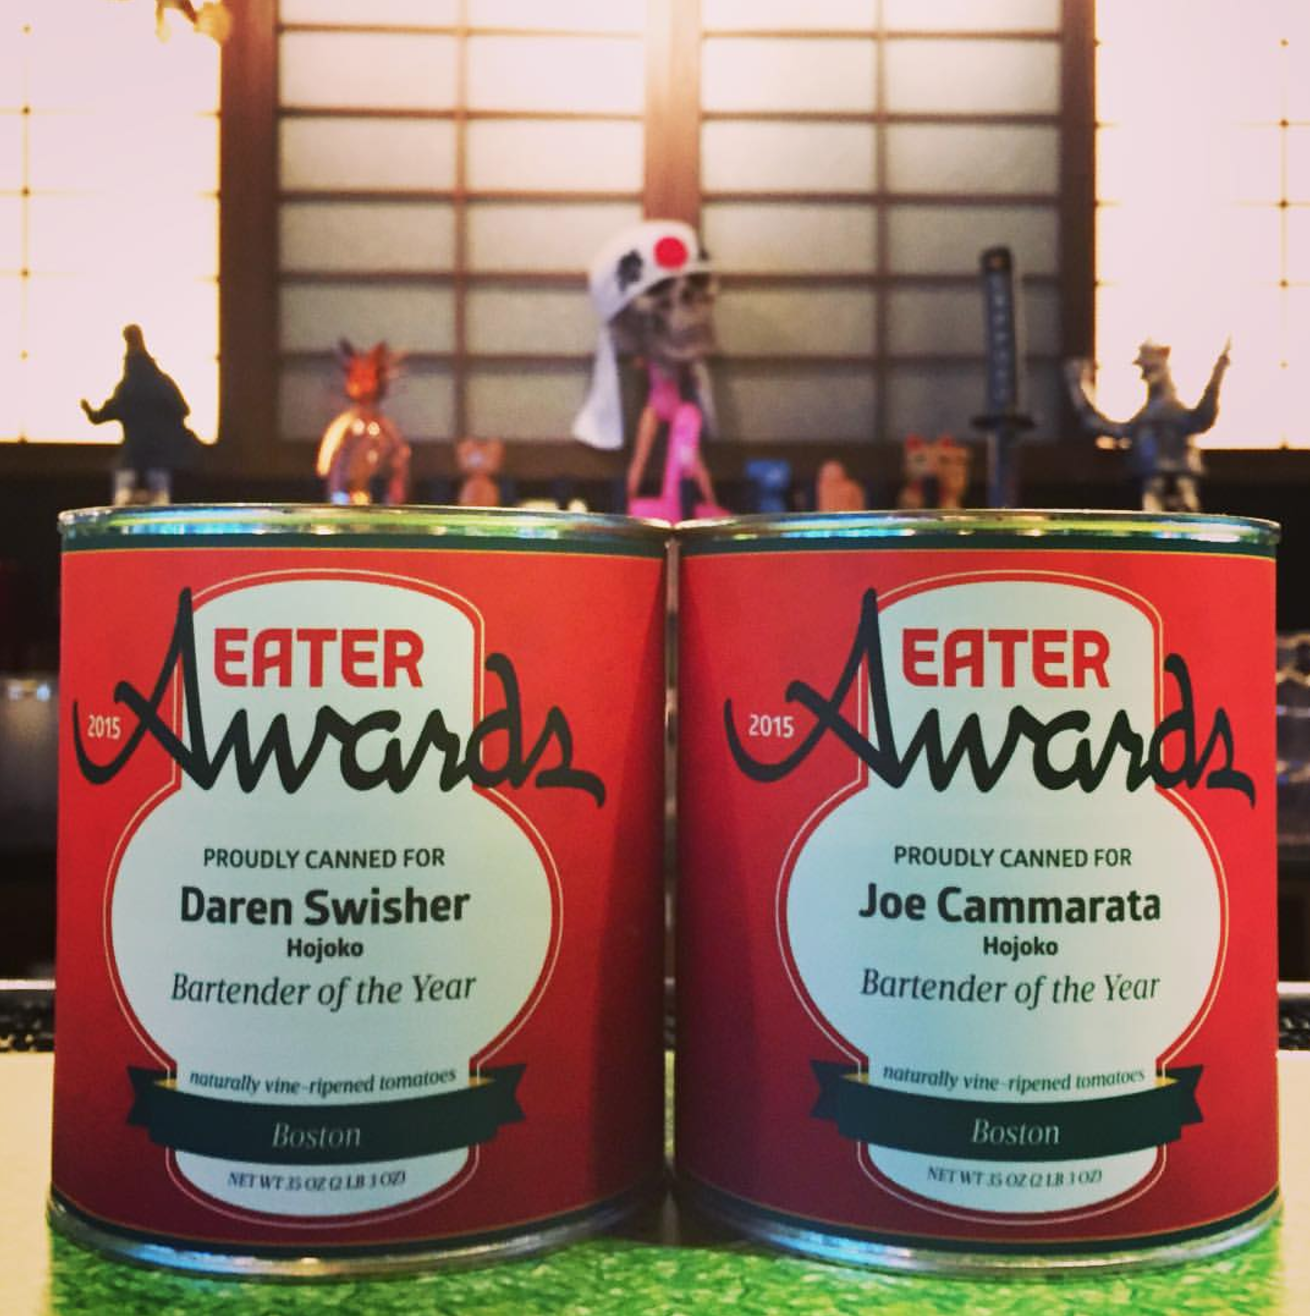 EATER
2015 Awards
PROUDLY CANNED FOR
Daren Swisher
Hojoko
Bartender of the Year
naturally vine-ripened tomatoes
Boston
NET WT 35 OZ (2 LB 3 OZ)
EATER
2015 Awards
PROUDLY CANNED FOR
Joe Cammarata
Hojoko
Bartender of the Year
naturally vine-ripened tomatoes
Boston
NET WT 35 OZ (2 LB 3 OZ)